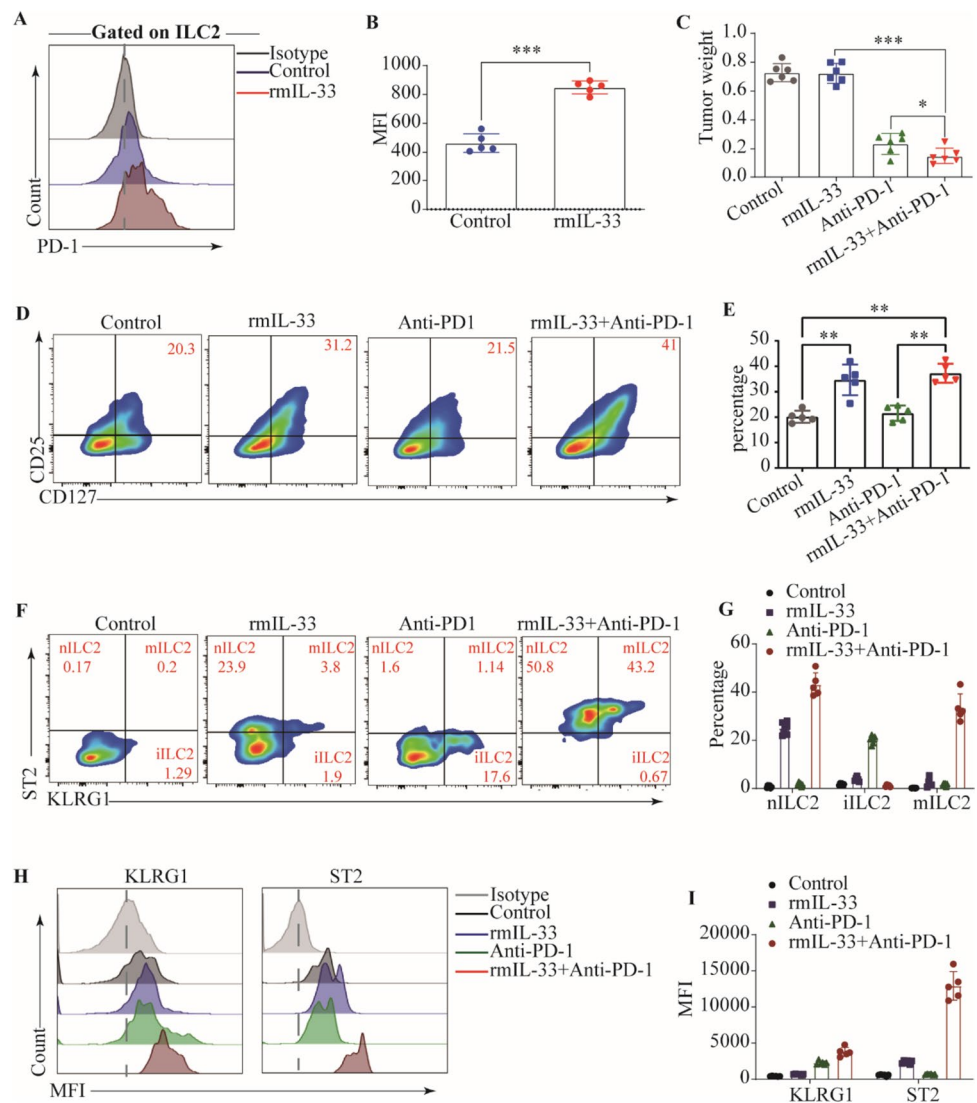 A
Gated on ILC2
Isotype
Control
rmIL-33
Count
PD-1
B
***
MFI
1000
800
600
400
200
0
Control
rmIL-33
C
***
*
Tumor weight
1.0
0.8
0.6
0.4
0.2
0.0
Control
rmIL-33
Anti-PD-1
rmIL-33+Anti-PD-1
D
Control
rmIL-33
Anti-PD1
rmIL-33+Anti-PD-1
20.3
31.2
21.5
41
CD25
CD127
E
**
**
**
percentage
50
40
30
20
10
0
Control
rmIL-33
Anti-PD-1
rmIL-33+Anti-PD-1
F
Control
rmIL-33
Anti-PD1
rmIL-33+Anti-PD-1
nILC2
0.17
mILC2
0.2
iILC2
1.29
nILC2
23.9
mILC2
3.8
iILC2
1.9
nILC2
1.6
mILC2
1.14
iILC2
17.6
nILC2
50.8
mILC2
43.2
iILC2
0.67
ST2
KLRG1
G
Control
rmIL-33
Anti-PD-1
rmIL-33+Anti-PD-1
Percentage
60
40
20
0
nILC2
iILC2
mILC2
H
KLRG1
ST2
Isotype
Control
rmIL-33
Anti-PD-1
rmIL-33+Anti-PD-1
Count
MFI
I
Control
rmIL-33
Anti-PD-1
rmIL-33+Anti-PD-1
MFI
20000
15000
10000
5000
0
KLRG1
ST2